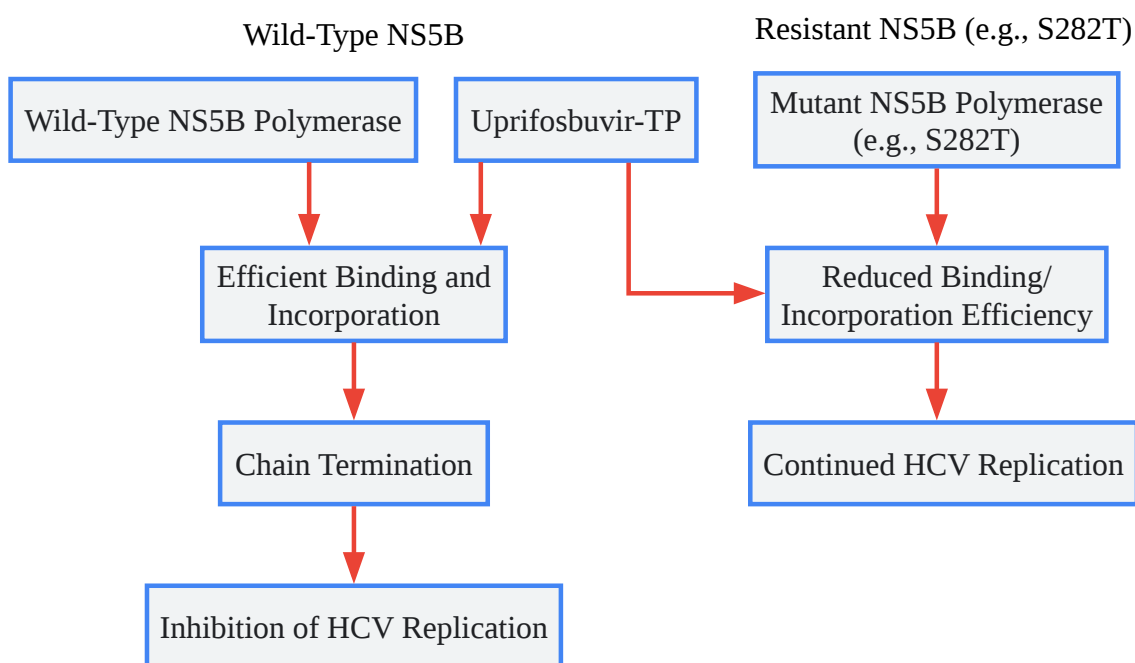 Wild-Type NS5B
Resistant NS5B (e.g., S282T)
Wild-Type NS5B Polymerase
Uprifosbuvir-TP
Mutant NS5B Polymerase
(e.g., S282T)
Efficient Binding and
Incorporation
Reduced Binding/
Incorporation Efficiency
Chain Termination
Continued HCV Replication
Inhibition of HCV Replication